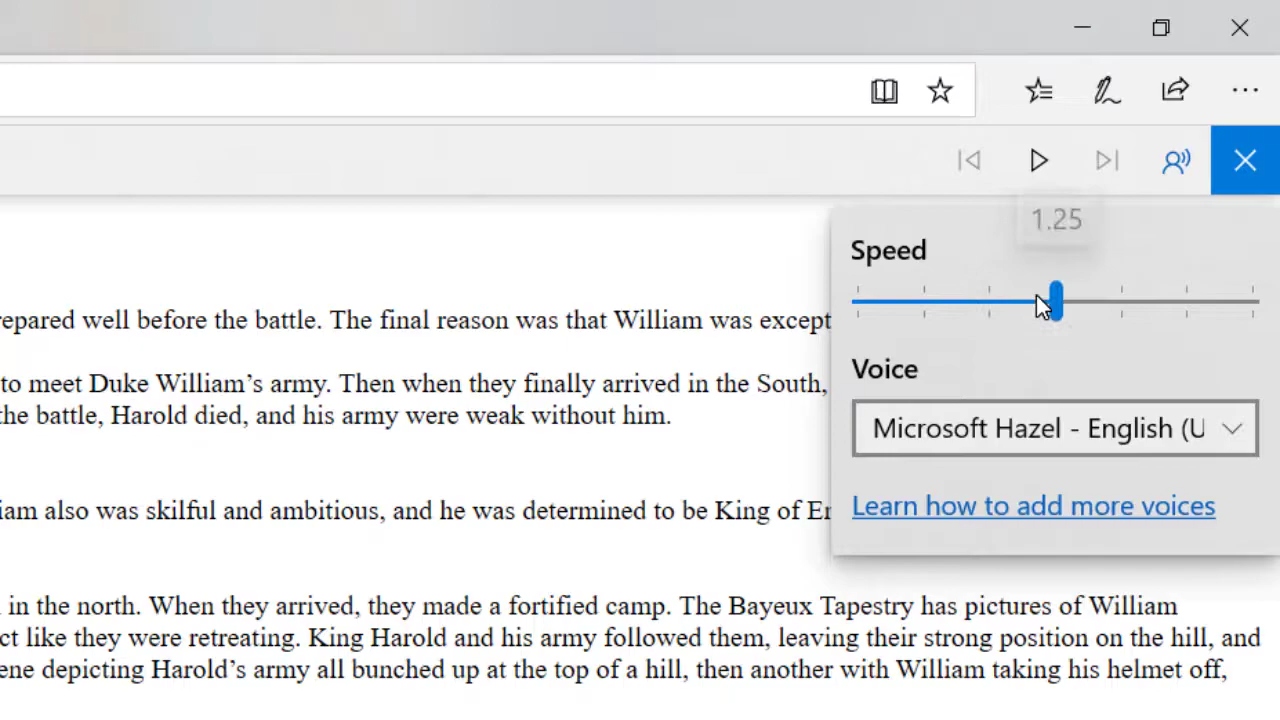 1.25
Speed
Voice
Microsoft Hazel - English (U
Learn how to add more voices
repared well before the battle. The final reason was that William was except
to meet Duke William’s army. Then when they finally arrived in the South,
the battle, Harold died, and his army were weak without him.
iam also was skilful and ambitious, and he was determined to be King of En
in the north. When they arrived, they made a fortified camp. The Bayeux Tapestry has pictures of William
ct like they were retreating. King Harold and his army followed them, leaving their strong position on the hill, and
ene depicting Harold’s army all bunched up at the top of a hill, then another with William taking his helmet off,